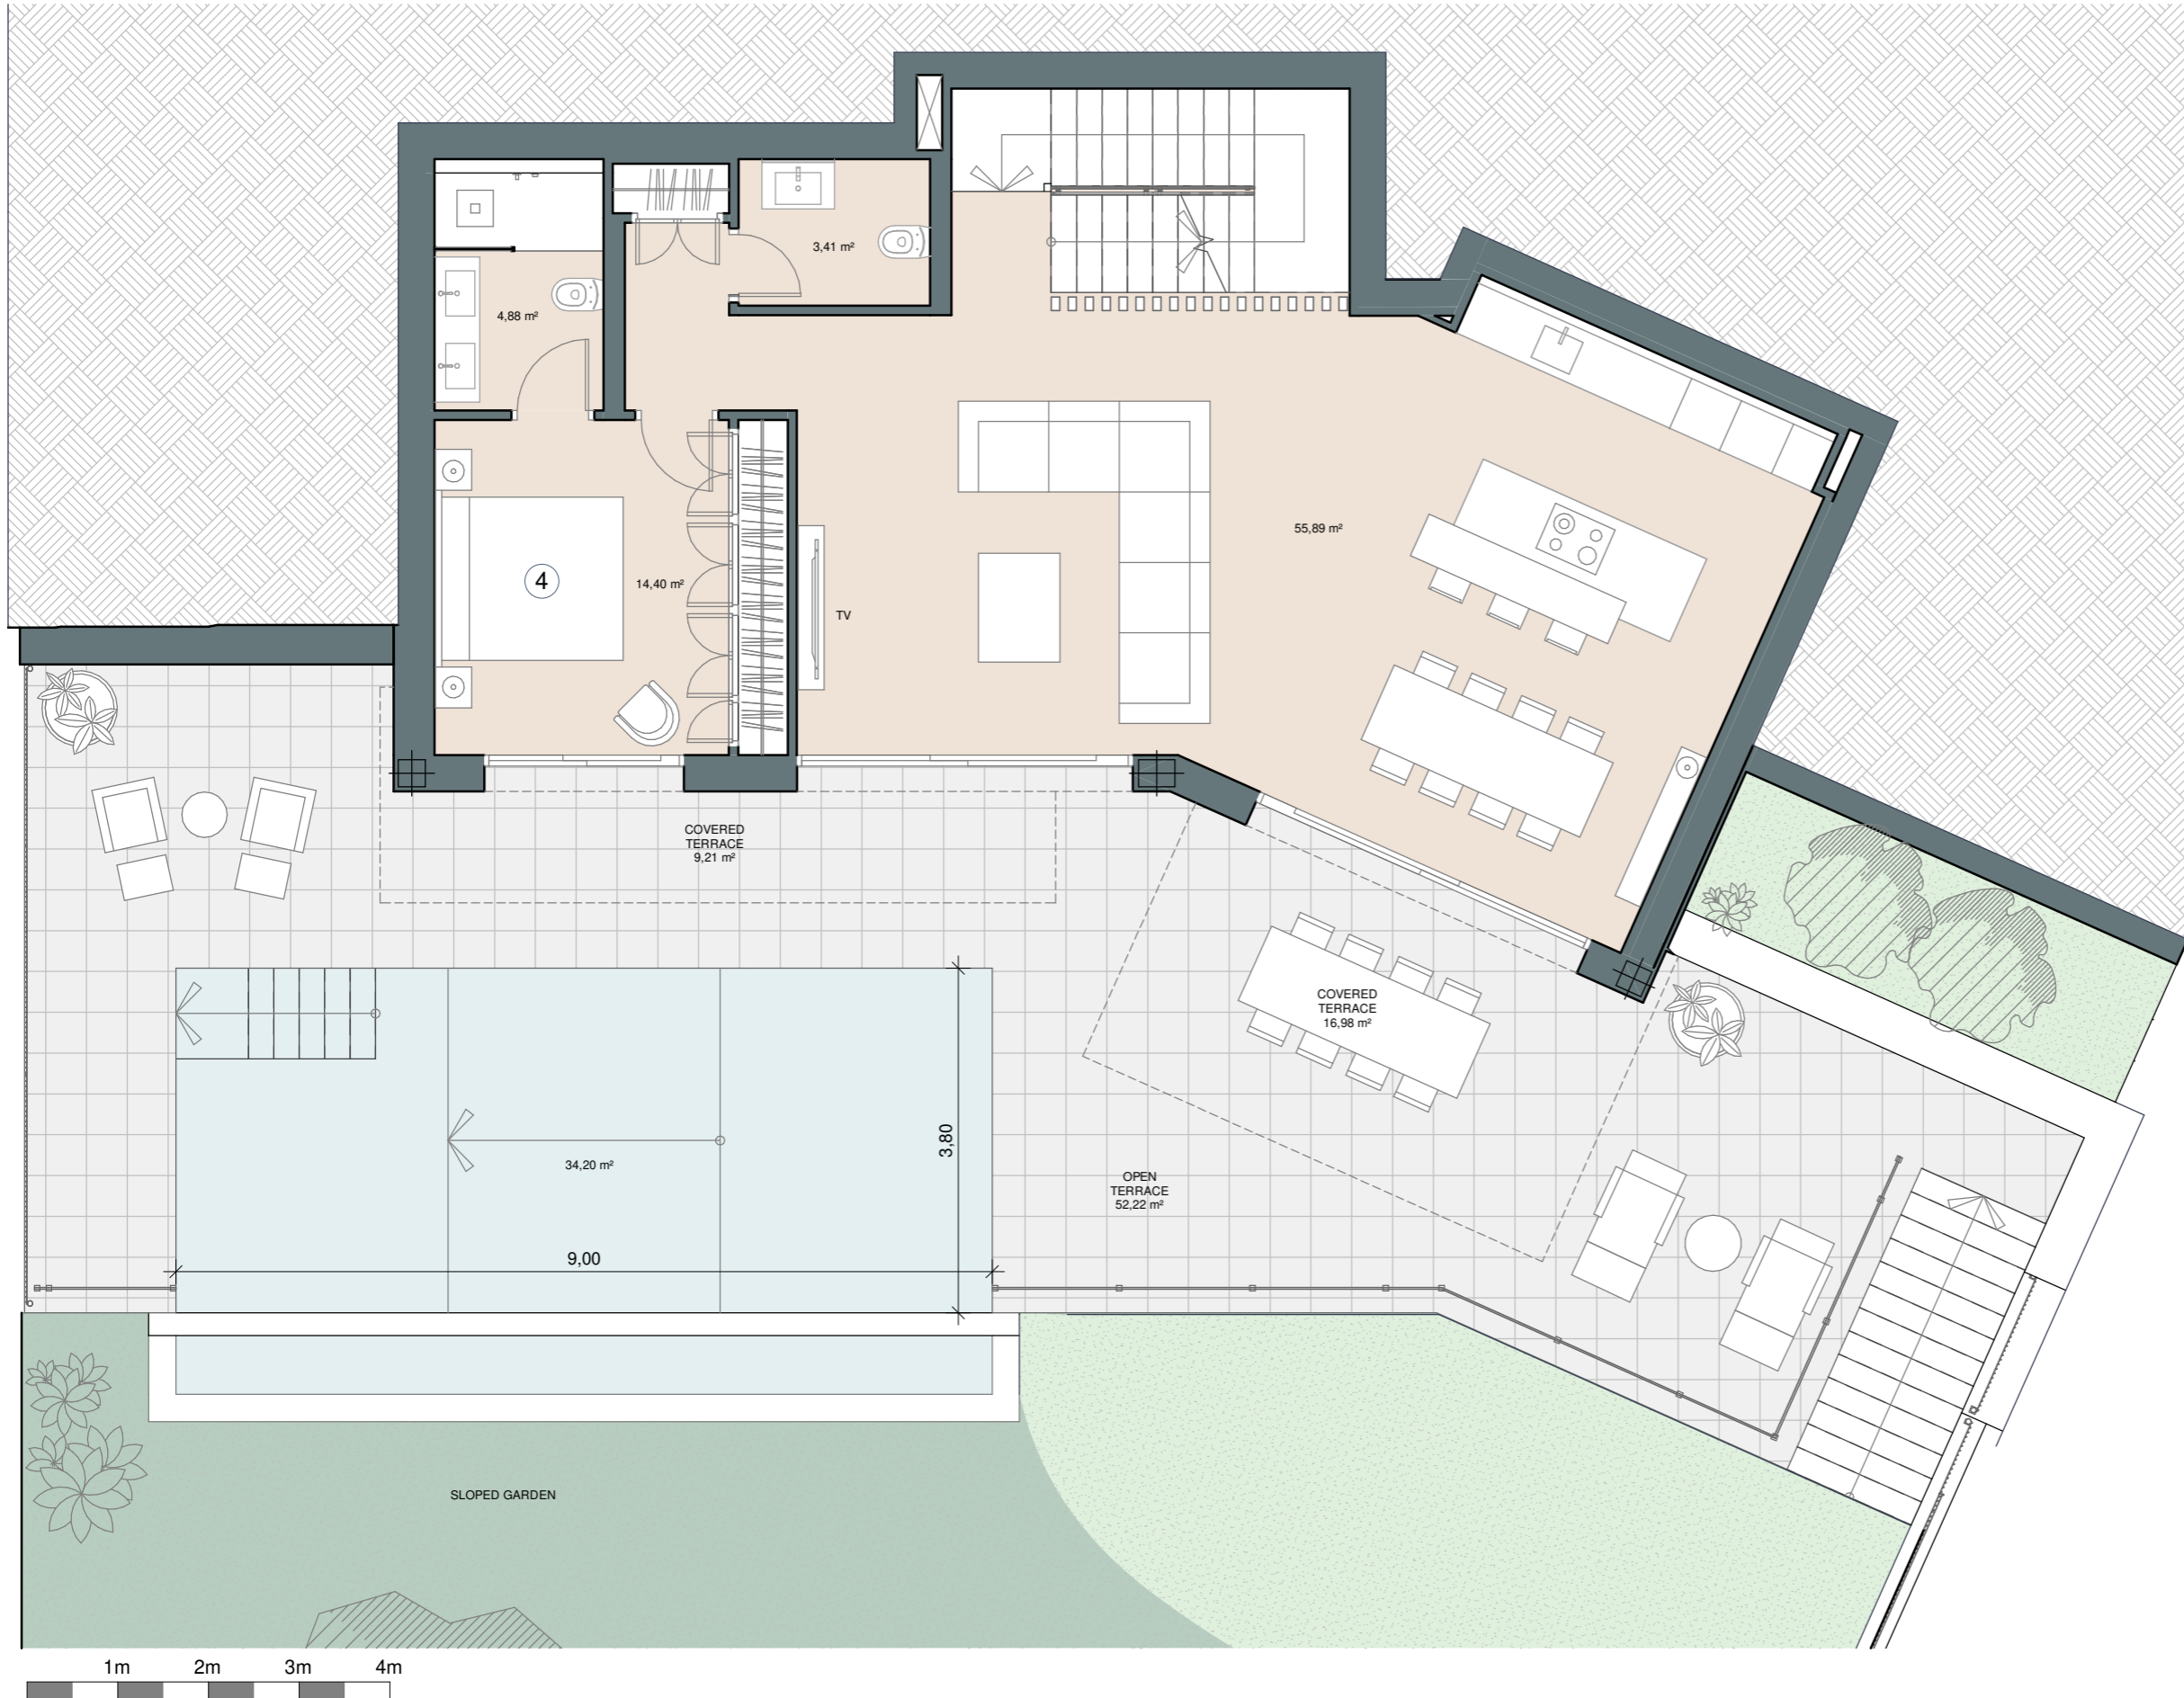 3,41 m²
4,88 m²
55,89 m²
4
14,40 m²
TV
COVERED
TERRACE
9,21 m²
COVERED
TERRACE
16,98 m²
3,80
34,20 m²
OPEN
TERRACE
52,22 m²
9,00
SLOPED GARDEN
1m 2m 3m 4m